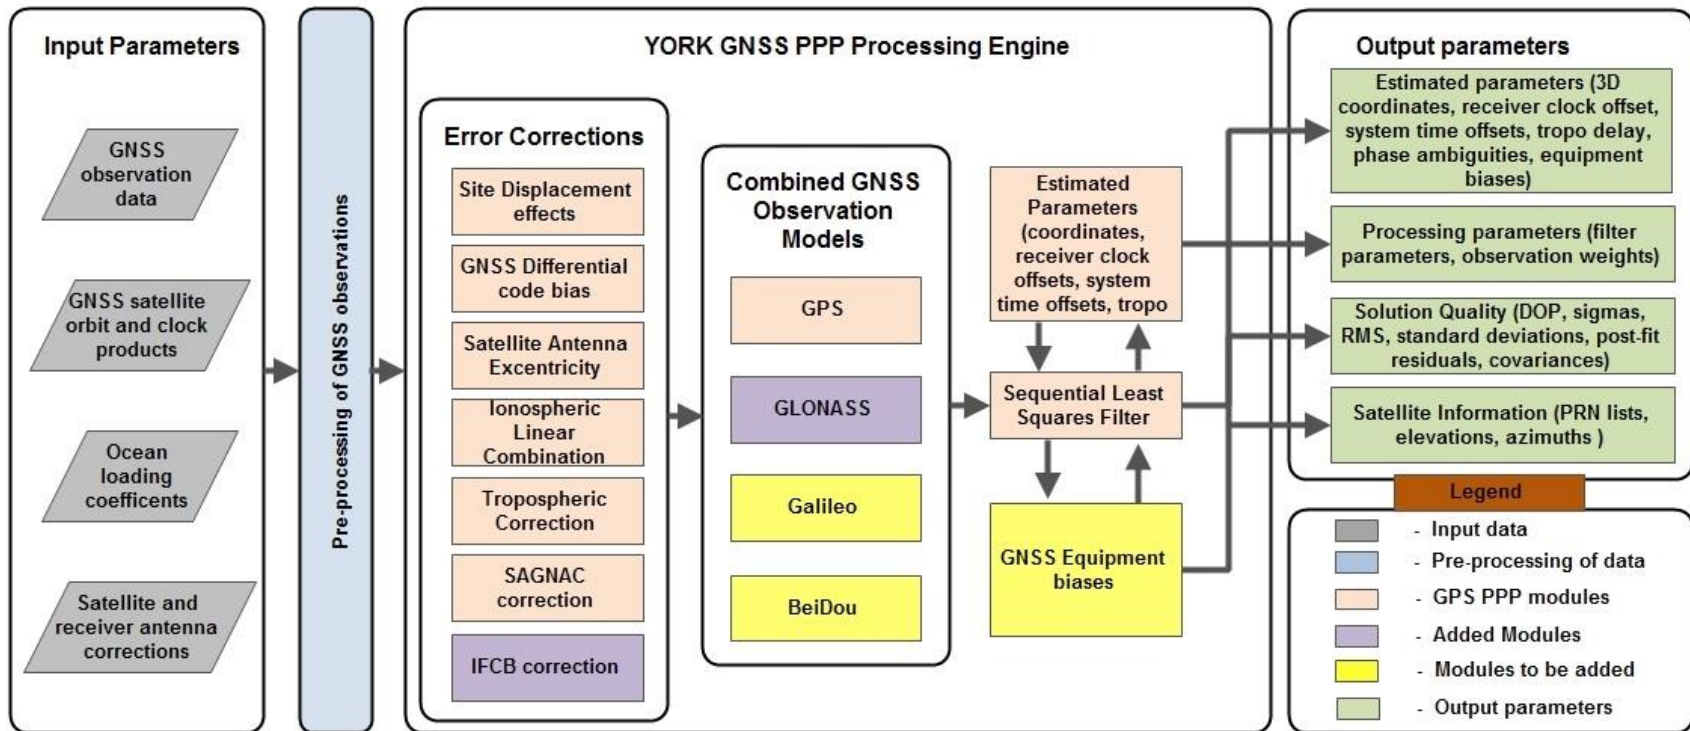 Input Parameters
GNSS
observation
data
GNSS satellite
orbit and clock
products
Ocean
loading
coefficents
Satellite and
receiver antenna
corrections
Pre-processing of GNSS observations
YORK GNSS PPP Processing Engine
Error Corrections
Site Displacement
effects
GNSS Differential
code bias
Satellite Antenna
Excentricity
Ionospheric
Linear
Combination
Tropospheric
Correction
SAGNAC
correction
IFCB correction
Combined GNSS
Observation
Models
GPS
GLONASS
Galileo
BeiDou
Estimated
Parameters
(coordinates,
receiver clock
offsets, system
time offsets, tropo
Sequential Least
Squares Filter
GNSS Equipment
biases
Output parameters
Estimated parameters (3D
coordinates, receiver clock offset,
system time offsets, tropo delay,
phase ambiguities, equipment
biases)
Processing parameters (filter
parameters, observation weights)
Solution Quality (DOP, sigmas,
RMS, standard deviations, post-fit
residuals, covariances)
Satellite Information (PRN lists,
elevations, azimuths )
Legend
- Input data
- Pre-processing of data
- GPS PPP modules
- Added Modules
- Modules to be added
- Output parameters